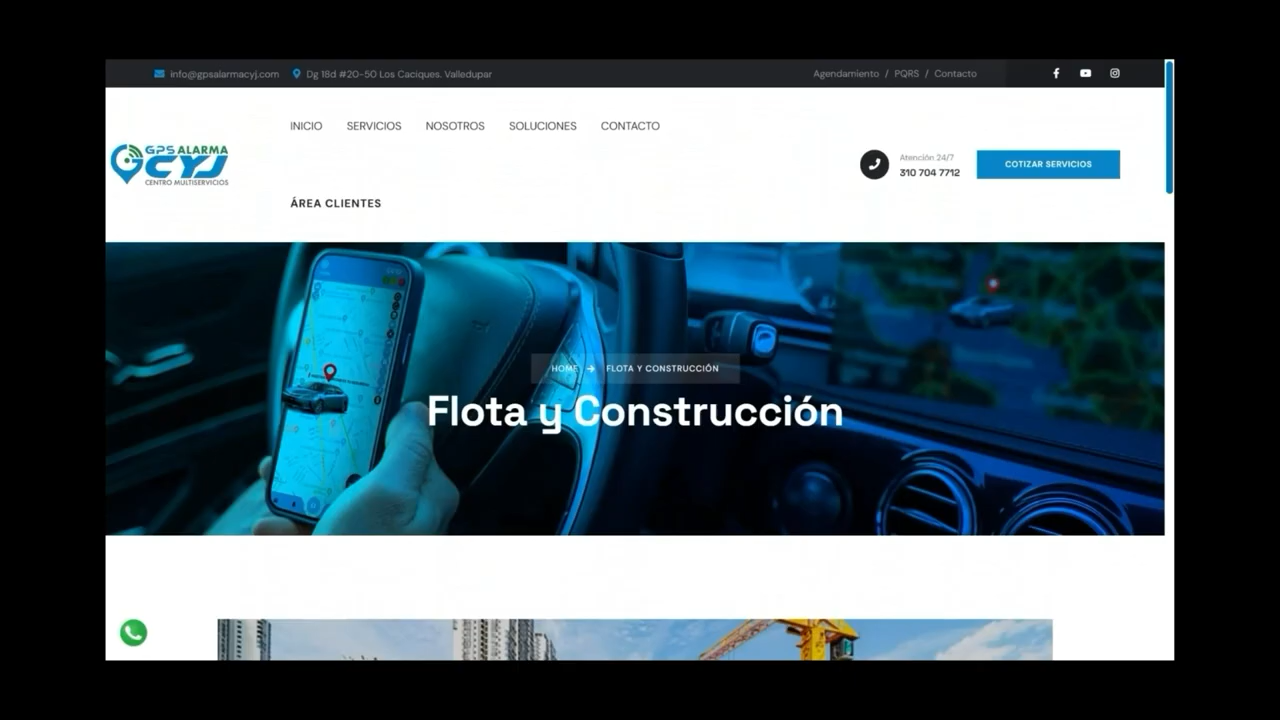 info@gpsalarmacyj.com Dg 18d #20-50 Los Caciques. Valledupar
Agendamiento / PQRS / Contacto
INICIO SERVICIOS NOSOTROS SOLUCIONES CONTACTO
GPS ALARMA
CYJ
CENTRO MULTISERVICIOS
Atención 24/7
310 704 7712
COTIZAR SERVICIOS
ÁREA CLIENTES
HOME → FLOTA Y CONSTRUCCIÓN
Flota y Construcción